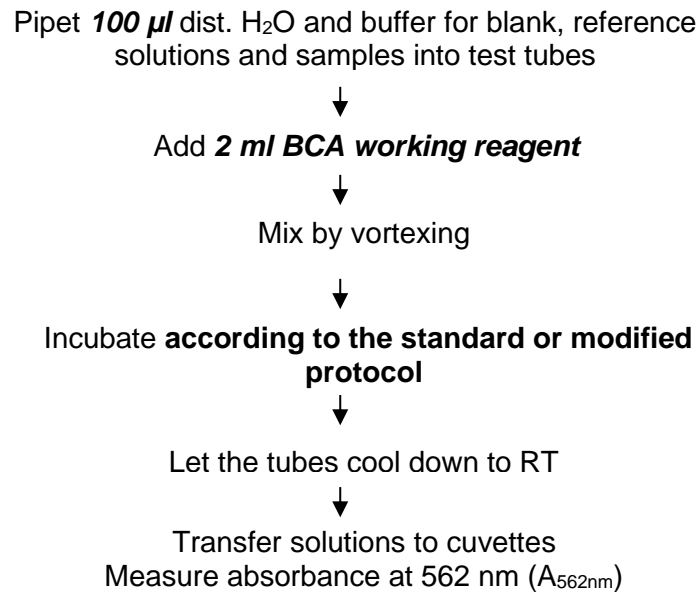 Pipet 100 µl dist. H₂O and buffer for blank, reference
solutions and samples into test tubes
Add 2 ml BCA working reagent
Mix by vortexing
Incubate according to the standard or modified
protocol
Let the tubes cool down to RT
Transfer solutions to cuvettes
Measure absorbance at 562 nm (A₅₆₂ₙₘ)